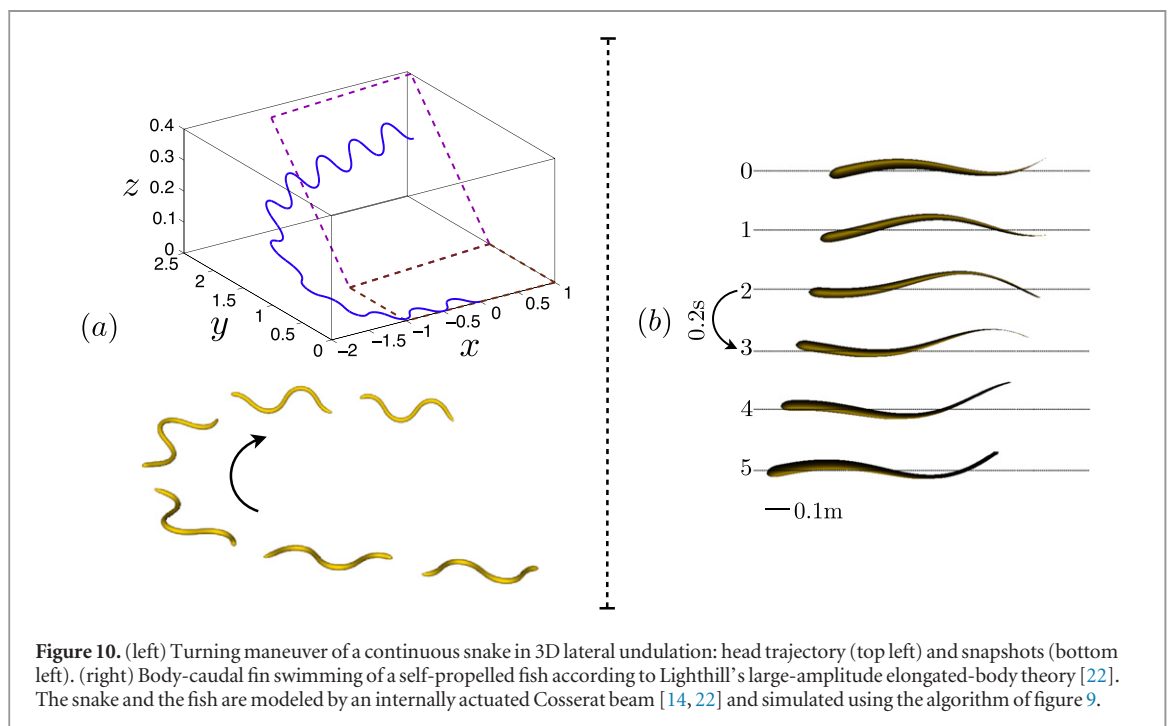 0.4
0.3
0.2
0.1
0
z
2.5
2
1.5
1
0.5
0
y
−2
−1.5
−1
−0.5
0
0.5
1
x
(a)
(b)
0
1
2
0.2s
3
4
5
0.1m
Figure 10. (left) Turning maneuver of a continuous snake in 3D lateral undulation: head trajectory (top left) and snapshots (bottom
left). (right) Body-caudal fin swimming of a self-propelled fish according to Lighthill's large-amplitude elongated-body theory [22].
The snake and the fish are modeled by an internally actuated Cosserat beam [14, 22] and simulated using the algorithm of figure 9.